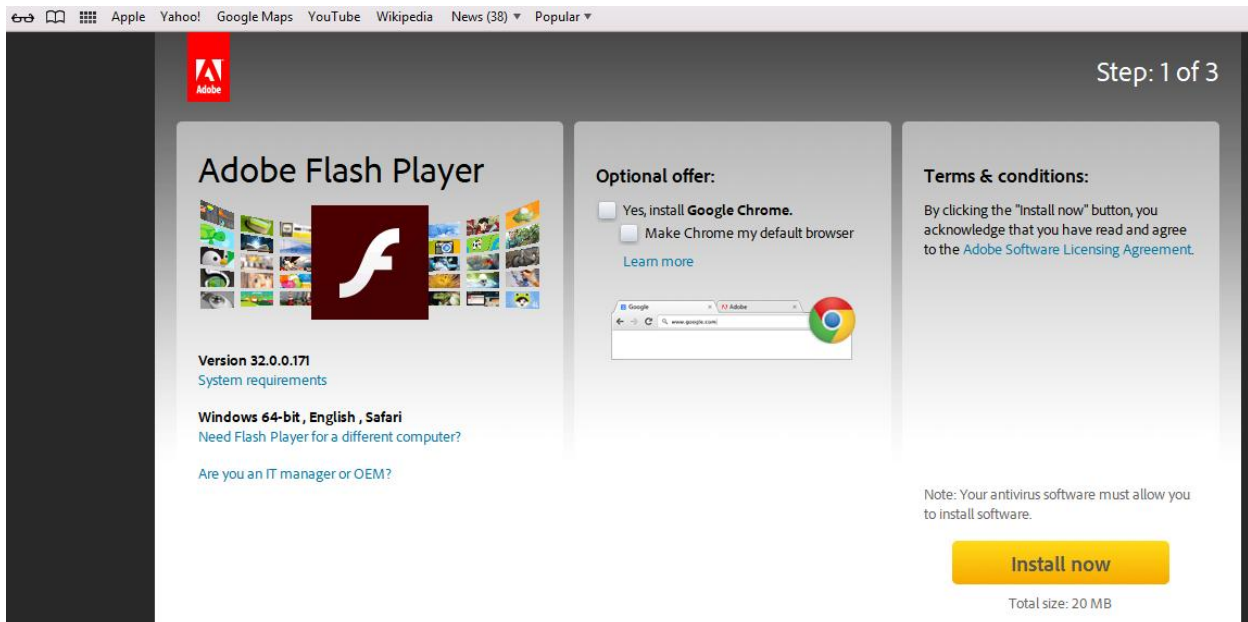 Apple Yahoo! Google Maps YouTube Wikipedia News (38) ▾ Popular ▾
Adobe
Step: 1 of 3
Adobe Flash Player
Version 32.0.0.171
System requirements
Windows 64-bit , English , Safari
Need Flash Player for a different computer?
Are you an IT manager or OEM?
Optional offer:
Yes, install Google Chrome.
Make Chrome my default browser
Learn more
Google
Adobe
www.google.com
Terms & conditions:
By clicking the "Install now" button, you
acknowledge that you have read and agree
to the Adobe Software Licensing Agreement.
Note: Your antivirus software must allow you
to install software.
Install now
Total size: 20 MB